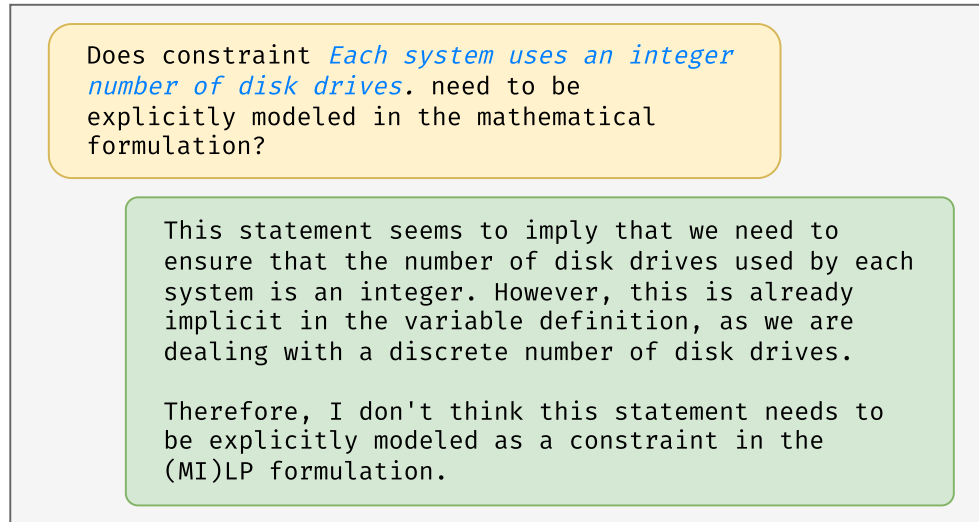 Does constraint Each system uses an integer
number of disk drives. need to be
explicitly modeled in the mathematical
formulation?
This statement seems to imply that we need to
ensure that the number of disk drives used by each
system is an integer. However, this is already
implicit in the variable definition, as we are
dealing with a discrete number of disk drives.
Therefore, I don't think this statement needs to
be explicitly modeled as a constraint in the
(MI)LP formulation.